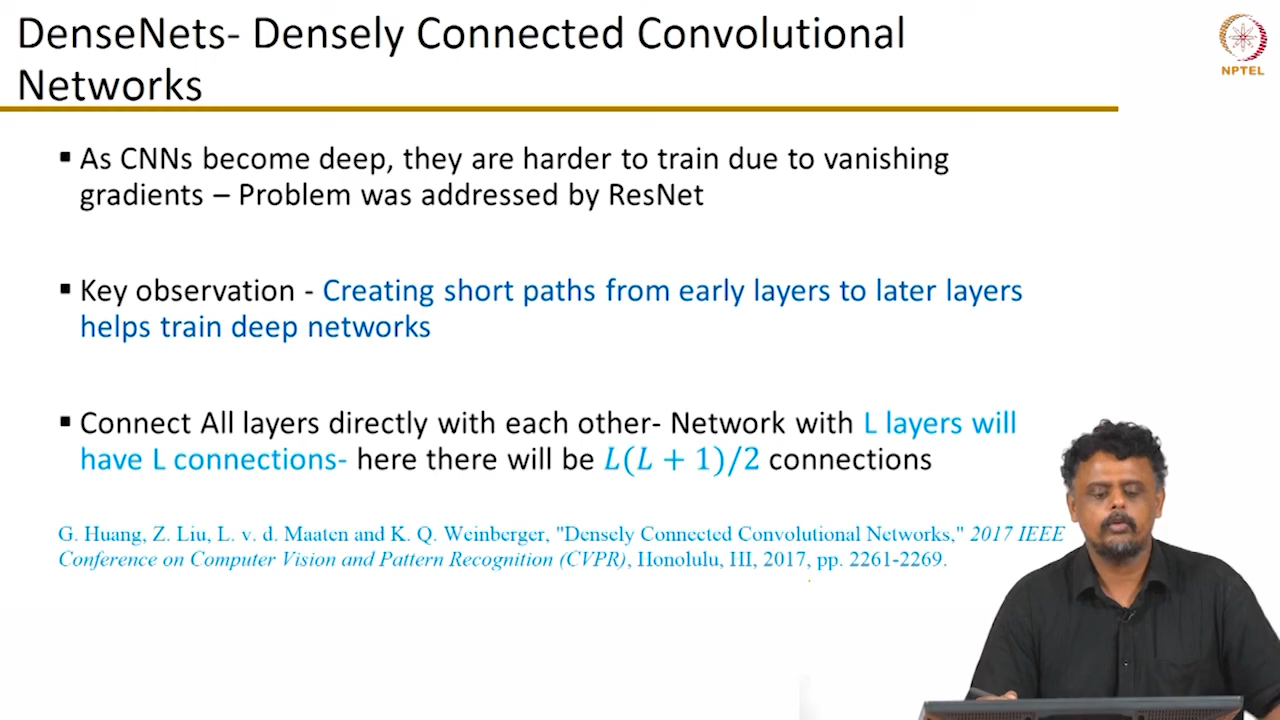 DenseNets- Densely Connected Convolutional
Networks
NPTEL
▪ As CNNs become deep, they are harder to train due to vanishing
gradients – Problem was addressed by ResNet
▪ Key observation - Creating short paths from early layers to later layers
helps train deep networks
▪ Connect All layers directly with each other- Network with L layers will
have L connections- here there will be L(L + 1)/2 connections
G. Huang, Z. Liu, L. v. d. Maaten and K. Q. Weinberger, "Densely Connected Convolutional Networks," 2017 IEEE
Conference on Computer Vision and Pattern Recognition (CVPR), Honolulu, HI, 2017, pp. 2261-2269.